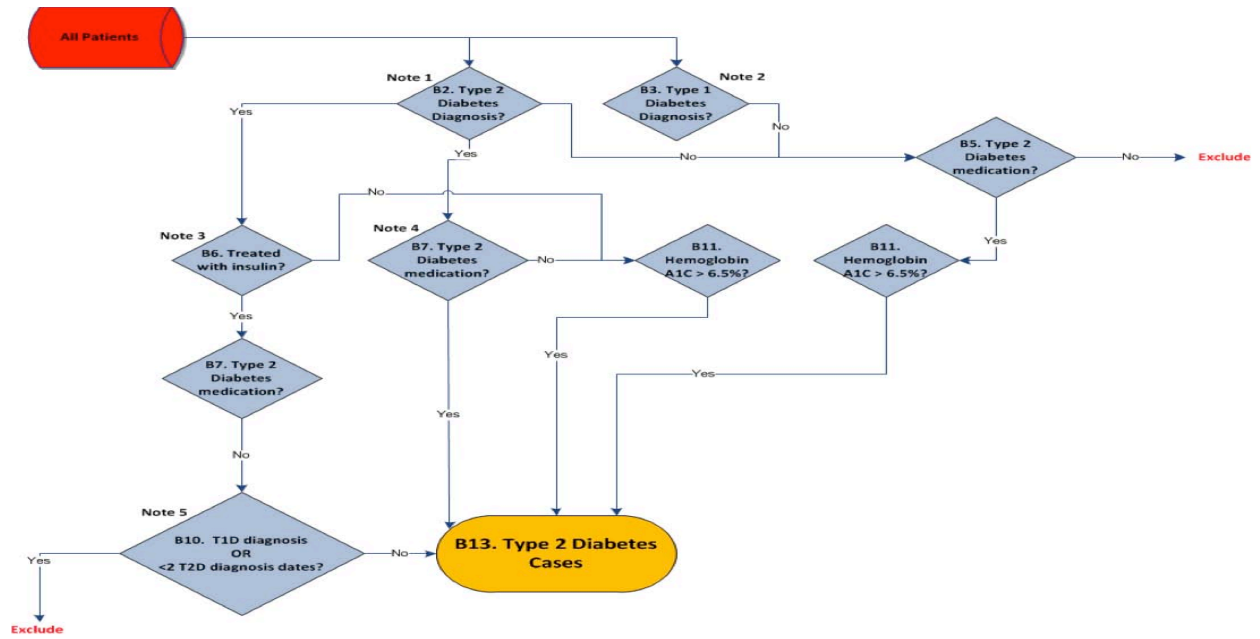 All Patients
Note 1
B2. Type 2
Diabetes
Diagnosis?
Note 2
B3. Type 1
Diabetes
Diagnosis?
Yes
Yes
No
No
B5. Type 2
Diabetes
medication?
No
Exclude
No
Note 3
B6. Treated
with insulin?
Note 4
B7. Type 2
Diabetes
medication?
No
B11.
Hemoglobin
A1C > 6.5%?
B11.
Hemoglobin
A1C > 6.5%?
Yes
Yes
B7. Type 2
Diabetes
medication?
Yes
Yes
Yes
No
Note 5
B10. T1D diagnosis
OR
<2 T2D diagnosis dates?
Yes
No
B13. Type 2 Diabetes
Cases
Exclude